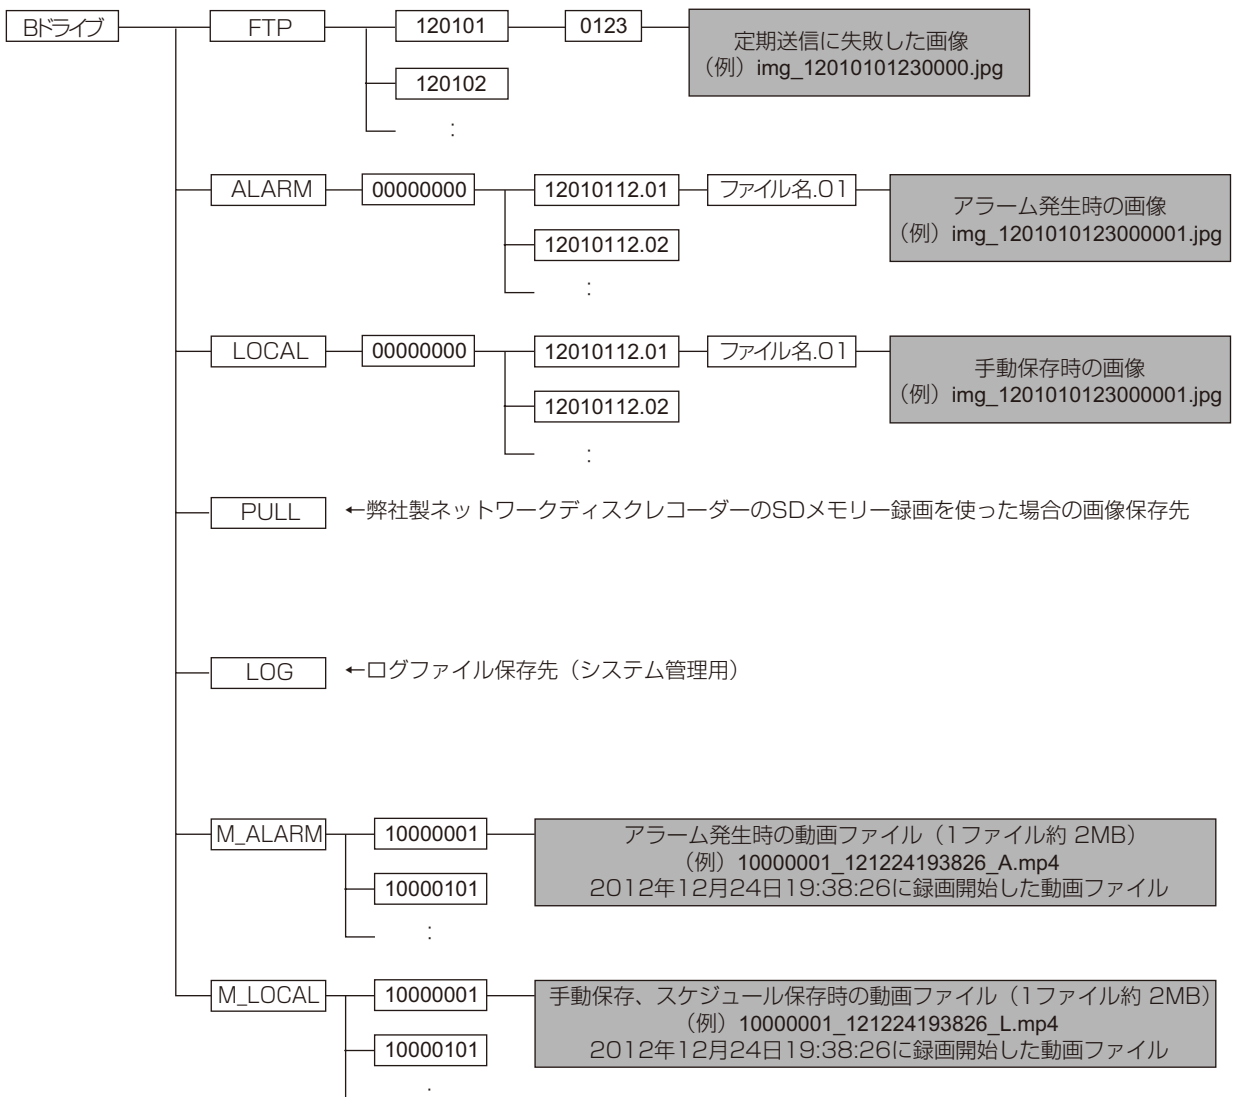 Bドライブ
FTP
120101
0123
定期送信に失敗した画像
（例）img_12010101230000.jpg
120102
:
ALARM
00000000
12010112.01
ファイル名.01
アラーム発生時の画像
（例）img_1201010123000001.jpg
12010112.02
:
LOCAL
00000000
12010112.01
ファイル名.01
手動保存時の画像
（例）img_1201010123000001.jpg
12010112.02
:
PULL
←弊社製ネットワークディスクレコーダーのSDメモリー録画を使った場合の画像保存先
LOG
←ログファイル保存先（システム管理用）
M_ALARM
10000001
アラーム発生時の動画ファイル（1ファイル約 2MB）
（例）10000001_121224193826_A.mp4
2012年12月24日19:38:26に録画開始した動画ファイル
10000101
:
M_LOCAL
10000001
手動保存、スケジュール保存時の動画ファイル（1ファイル約 2MB）
（例）10000001_121224193826_L.mp4
2012年12月24日19:38:26に録画開始した動画ファイル
10000101
: